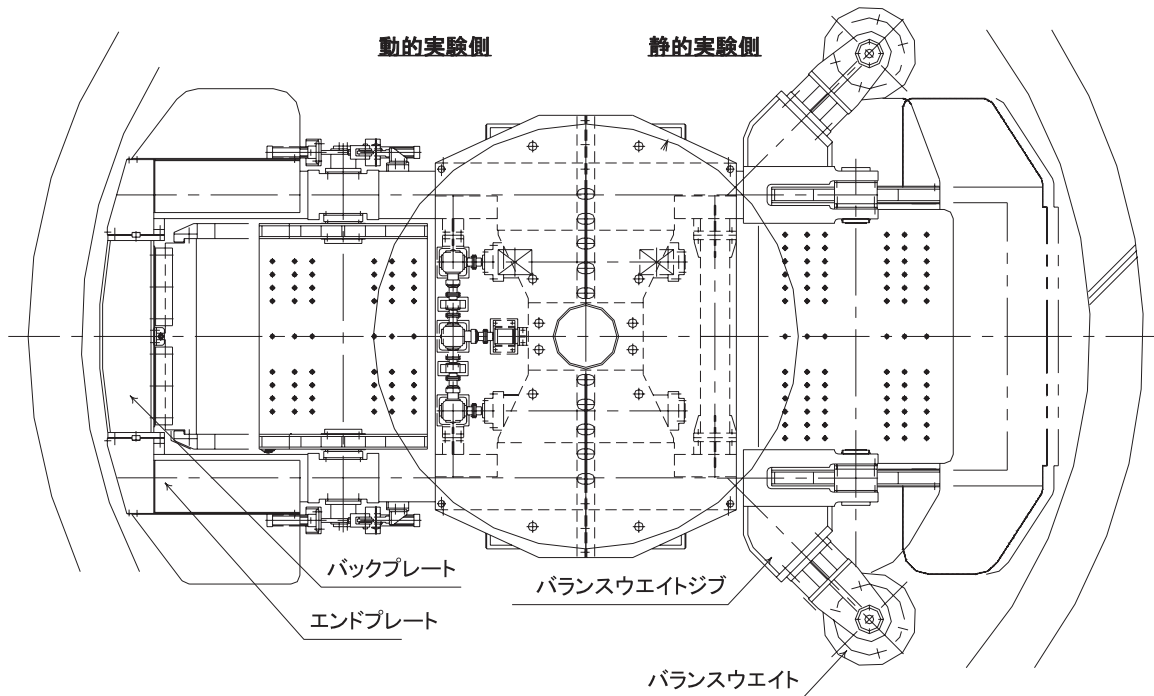 動的実験側
静的実験側
バックプレート
エンドプレート
バランスウエイトジブ
バランスウエイト